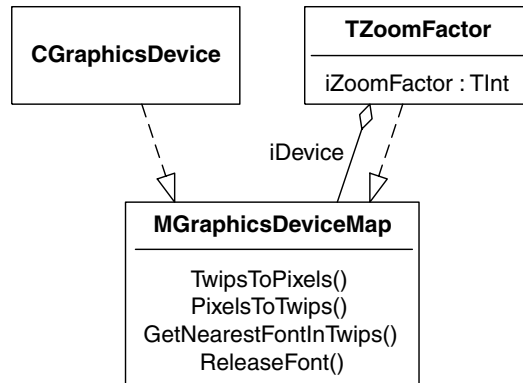 CGraphicsDevice
TZoomFactor
iZoomFactor : TInt
iDevice
MGraphicsDeviceMap
TwipsToPixels()
PixelsToTwips()
GetNearestFontInTwips()
ReleaseFont()